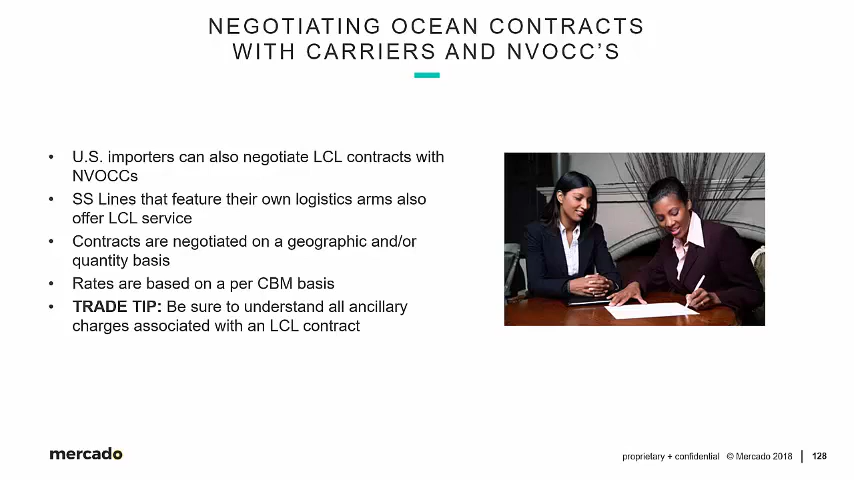 NEGOTIATING OCEAN CONTRACTS
WITH CARRIERS AND NVOCC'S
• U.S. importers can also negotiate LCL contracts with
NVOCCs
• SS Lines that feature their own logistics arms also
offer LCL service
• Contracts are negotiated on a geographic and/or
quantity basis
• Rates are based on a per CBM basis
• TRADE TIP: Be sure to understand all ancillary
charges associated with an LCL contract
mercado
proprietary + confidential © Mercado 2018 | 128